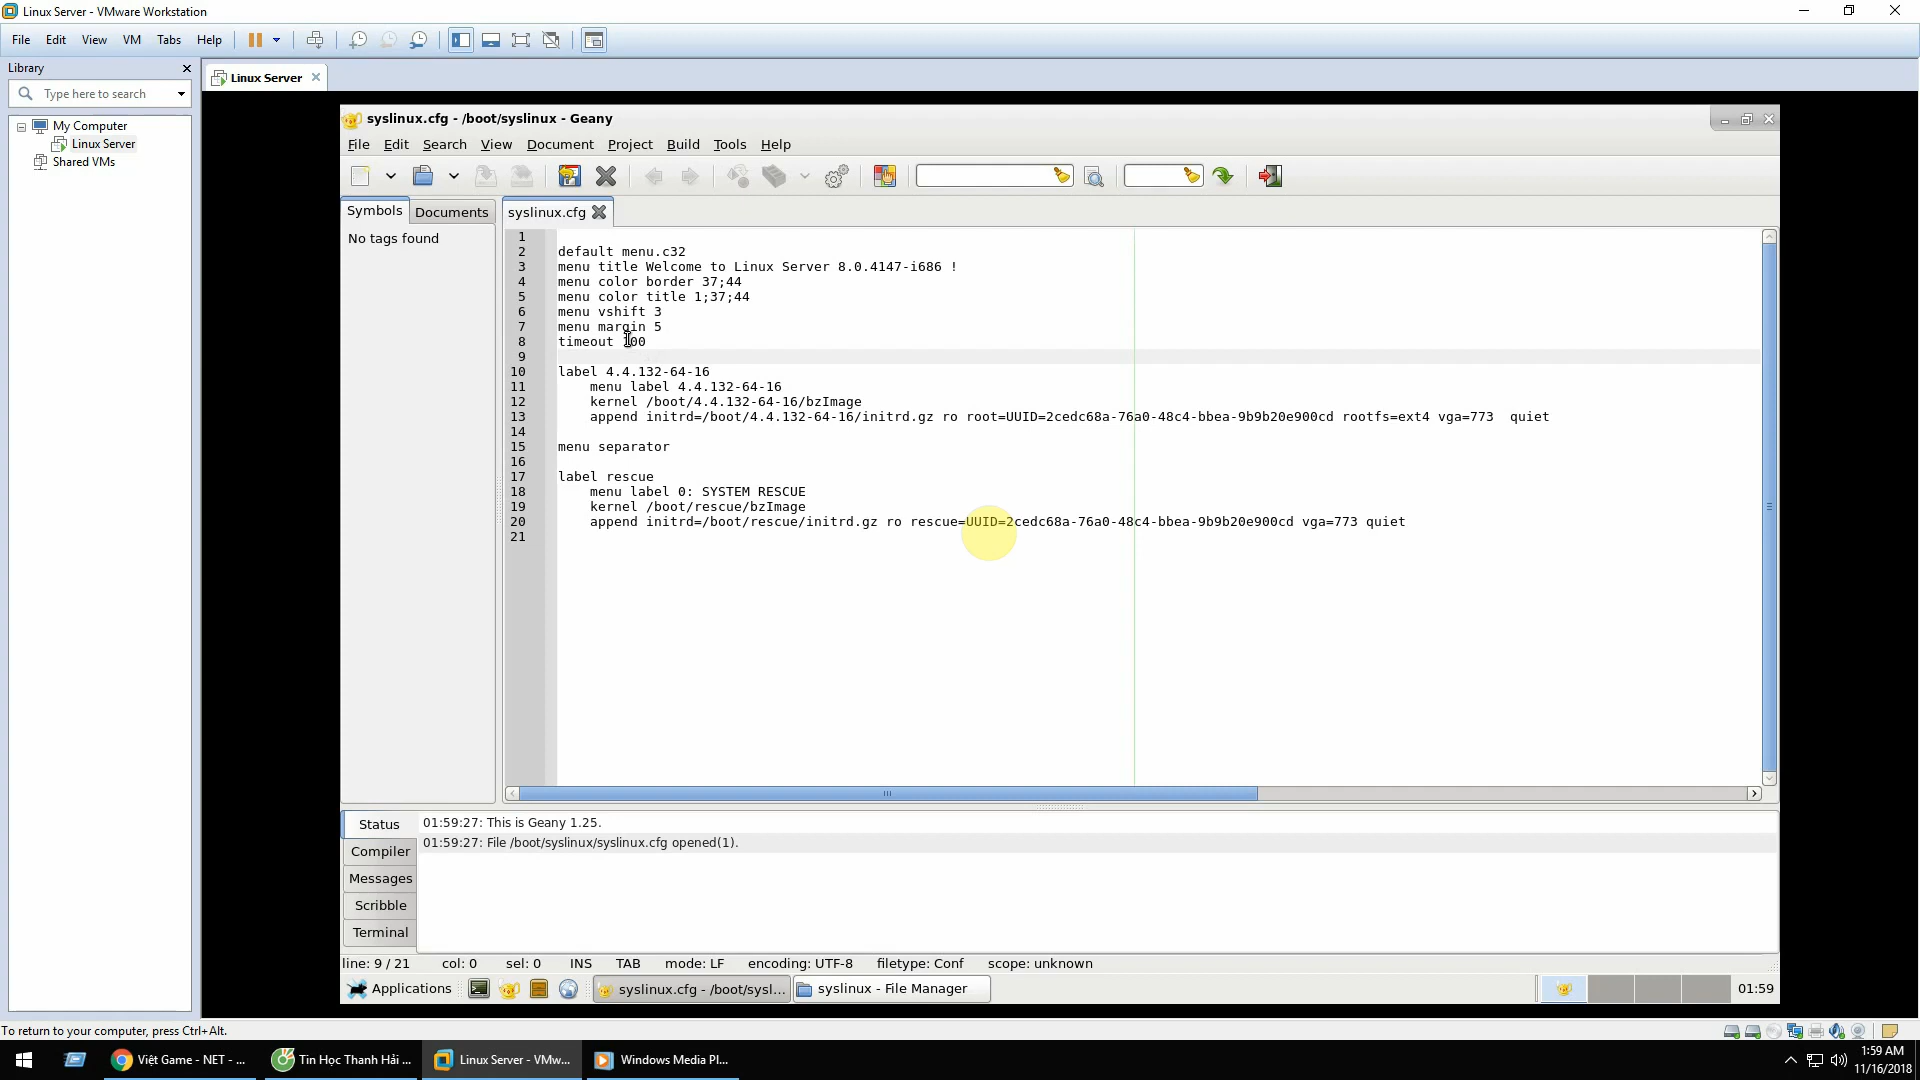 Linux Server - VMware Workstation
File Edit View VM Tabs Help
Library
Type here to search
My Computer
Linux Server
Shared VMs
Linux Server
syslinux.cfg - /boot/syslinux - Geany
File Edit Search View Document Project Build Tools Help
Symbols Documents
syslinux.cfg
No tags found
1
2 default menu.c32
3 menu title Welcome to Linux Server 8.0.4147-i686 !
4 menu color border 37;44
5 menu color title 1;37;44
6 menu vshift 3
7 menu margin 5
8 timeout 100
9
10 label 4.4.132-64-16
11 menu label 4.4.132-64-16
12 kernel /boot/4.4.132-64-16/bzImage
13 append initrd=/boot/4.4.132-64-16/initrd.gz ro root=UUID=2cedc68a-76a0-48c4-bbea-9b9b20e900cd rootfs=ext4 vga=773  quiet
14
15 menu separator
16
17 label rescue
18 menu label 0: SYSTEM RESCUE
19 kernel /boot/rescue/bzImage
20 append initrd=/boot/rescue/initrd.gz ro rescue=UUID=2cedc68a-76a0-48c4-bbea-9b9b20e900cd vga=773 quiet
21
Status
Compiler
Messages
Scribble
Terminal
01:59:27: This is Geany 1.25.
01:59:27: File /boot/syslinux/syslinux.cfg opened(1).
line: 9 / 21 col: 0 sel: 0 INS TAB mode: LF encoding: UTF-8 filetype: Conf scope: unknown
Applications
syslinux.cfg - /boot/sysl...
syslinux - File Manager
01:59
To return to your computer, press Ctrl+Alt.
Việt Game - NET - ...
Tin Học Thanh Hải ...
Linux Server - VMw...
Windows Media Pl...
1:59 AM
11/16/2018